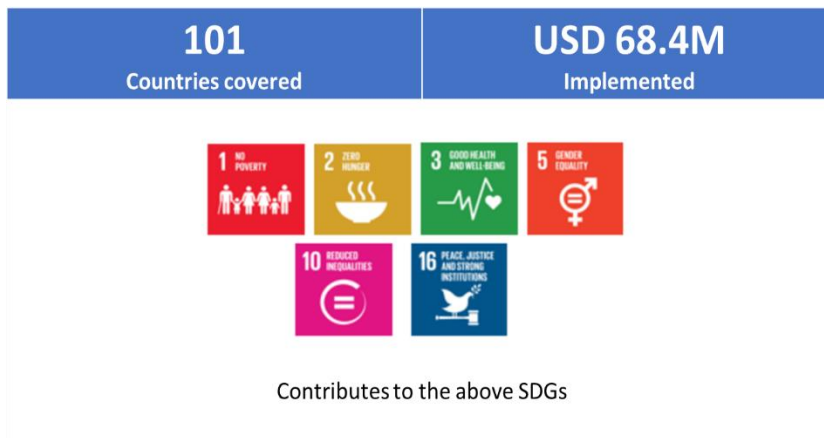 101
Countries covered
USD 68.4M
Implemented
1 NO
POVERTY
2 ZERO
HUNGER
3 GOOD HEALTH
AND WELL-BEING
5 GENDER
EQUALITY
10 REDUCED
INEQUALITIES
16 PEACE, JUSTICE
AND STRONG
INSTITUTIONS
Contributes to the above SDGs